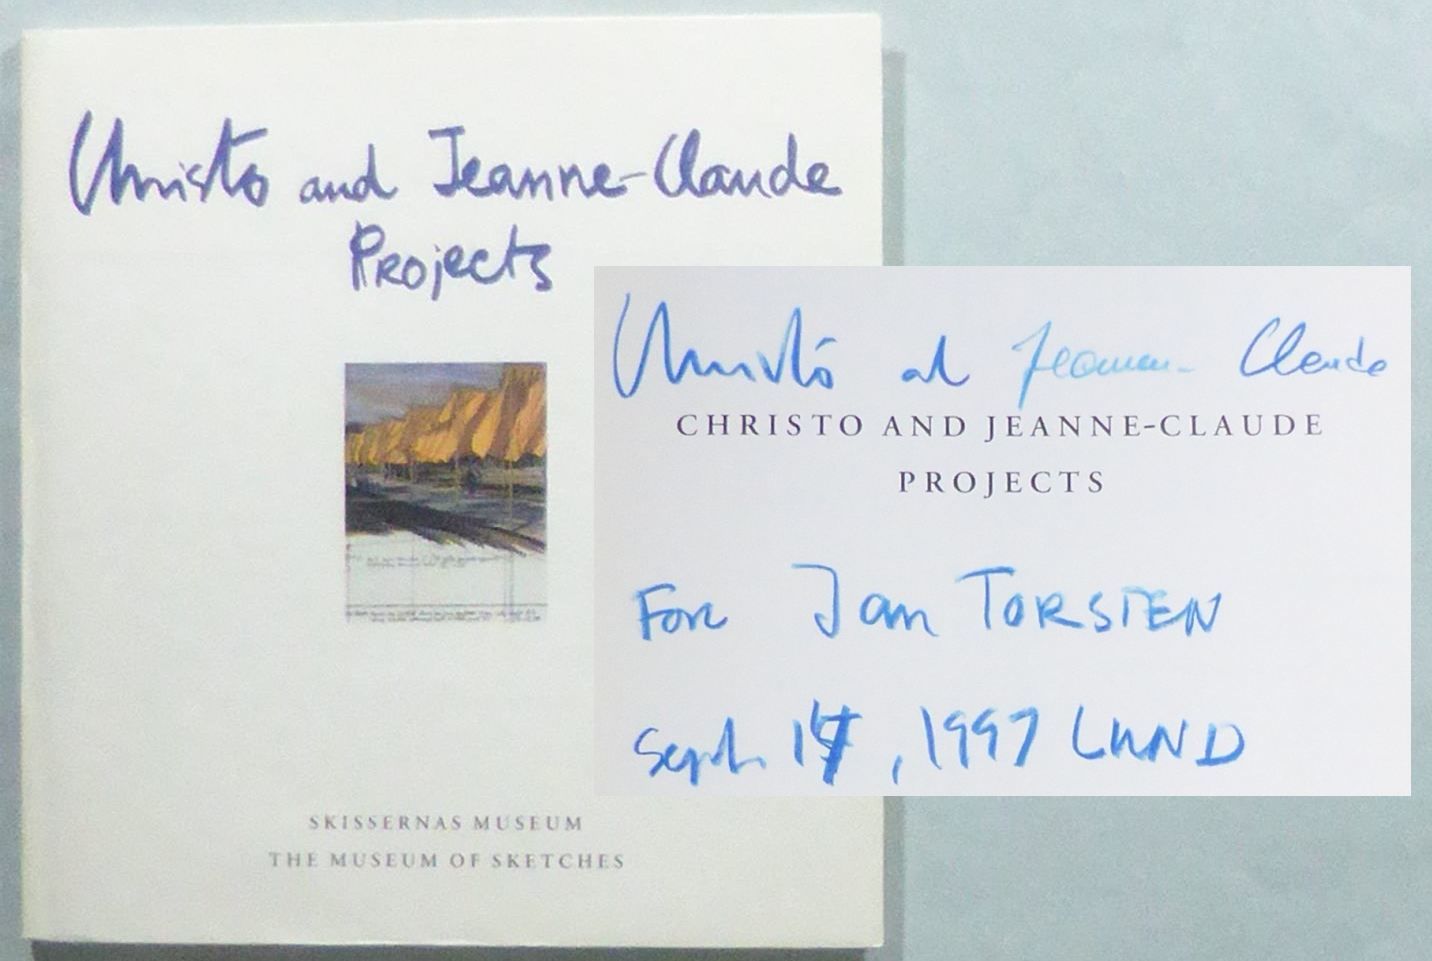 Christo and Jeanne-Claude
Projects
SKISSERNAS MUSEUM
THE MUSEUM OF SKETCHES
Christo and Jeanne-Claude
CHRISTO AND JEANNE-CLAUDE
PROJECTS
For Jan TORSTEN
Sept. , 1997 LUND